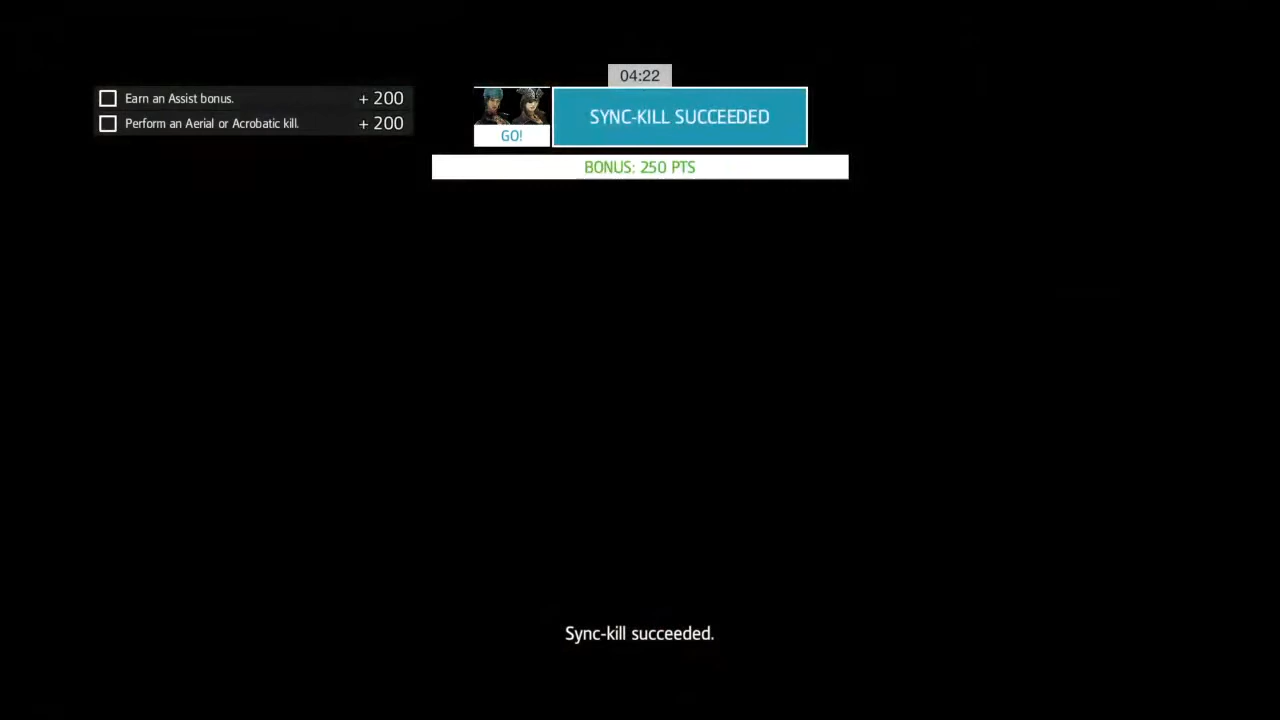 04:22
Earn an Assist bonus. + 200
Perform an Aerial or Acrobatic kill. + 200
SYNC-KILL SUCCEEDED
GO!
BONUS: 250 PTS
Sync-kill succeeded.